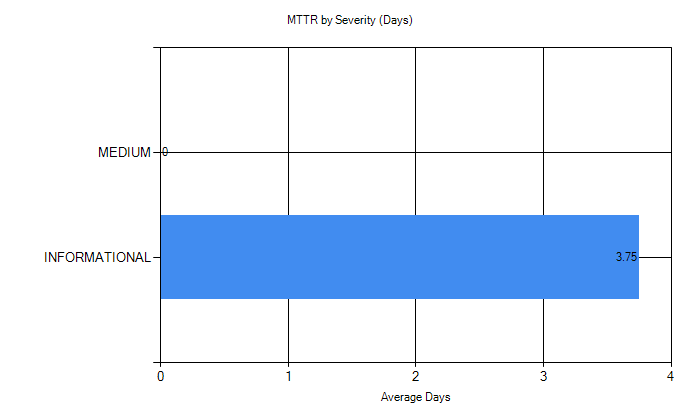 MTTR by Severity (Days)
MEDIUM 0
INFORMATIONAL 3.75
0 1 2 3 4
Average Days